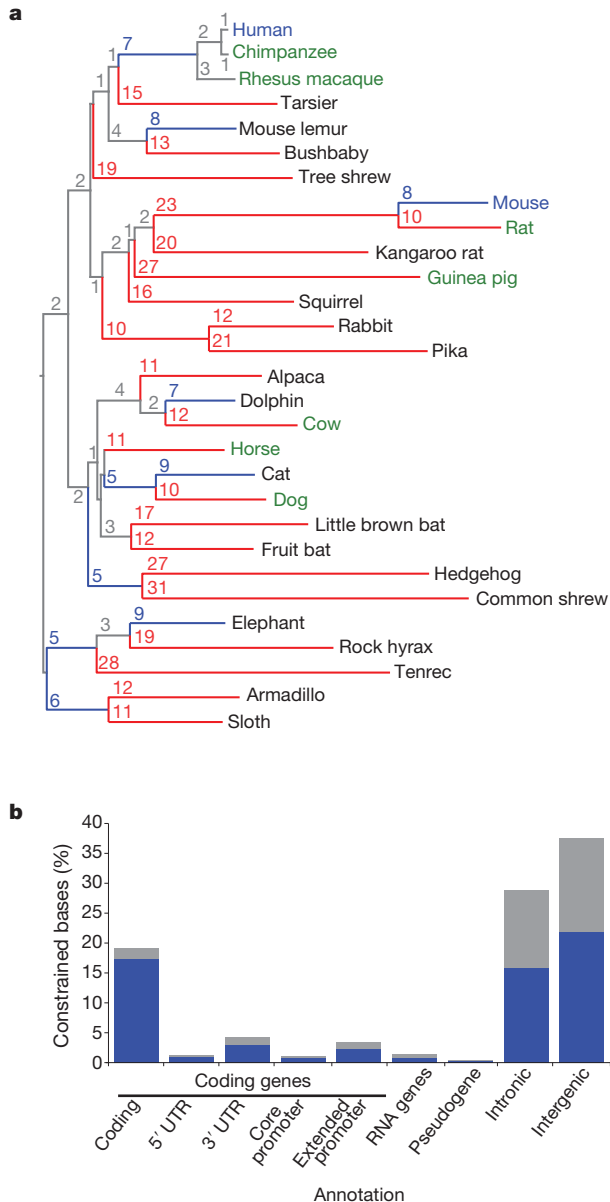 a
1
2
Human
7
Chimpanzee
1
1
3
Rhesus macaque
1
15
Tarsier
8
Mouse lemur
4
13
Bushbaby
19
Tree shrew
2
8
Mouse
23
10
Rat
2
1
20
Kangaroo rat
2
27
Guinea pig
1
16
Squirrel
12
Rabbit
10
21
Pika
2
11
Alpaca
4
7
Dolphin
2
12
Cow
11
Horse
1
9
Cat
5
10
Dog
2
17
Little brown bat
3
12
Fruit bat
27
Hedgehog
5
31
Common shrew
9
Elephant
3
5
19
Rock hyrax
28
Tenrec
12
Armadillo
6
11
Sloth
b
Constrained bases (%)
40
35
30
25
20
15
10
5
0
Coding genes
Coding
5′ UTR
3′ UTR
Core
promoter
Extended
promoter
RNA genes
Pseudogene
Intronic
Intergenic
Annotation